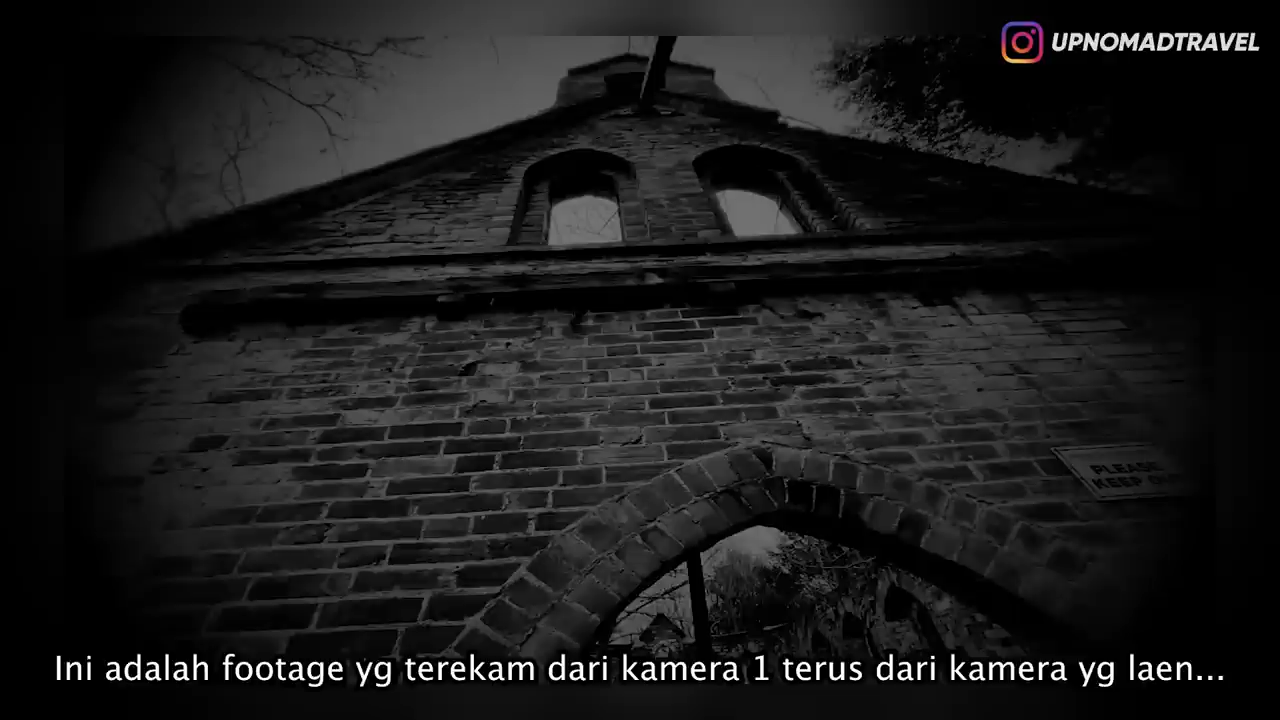 UPNOMADTRAVEL
PLEASE
KEEP
Ini adalah footage yg terekam dari kamera 1 terus dari kamera yg laen...